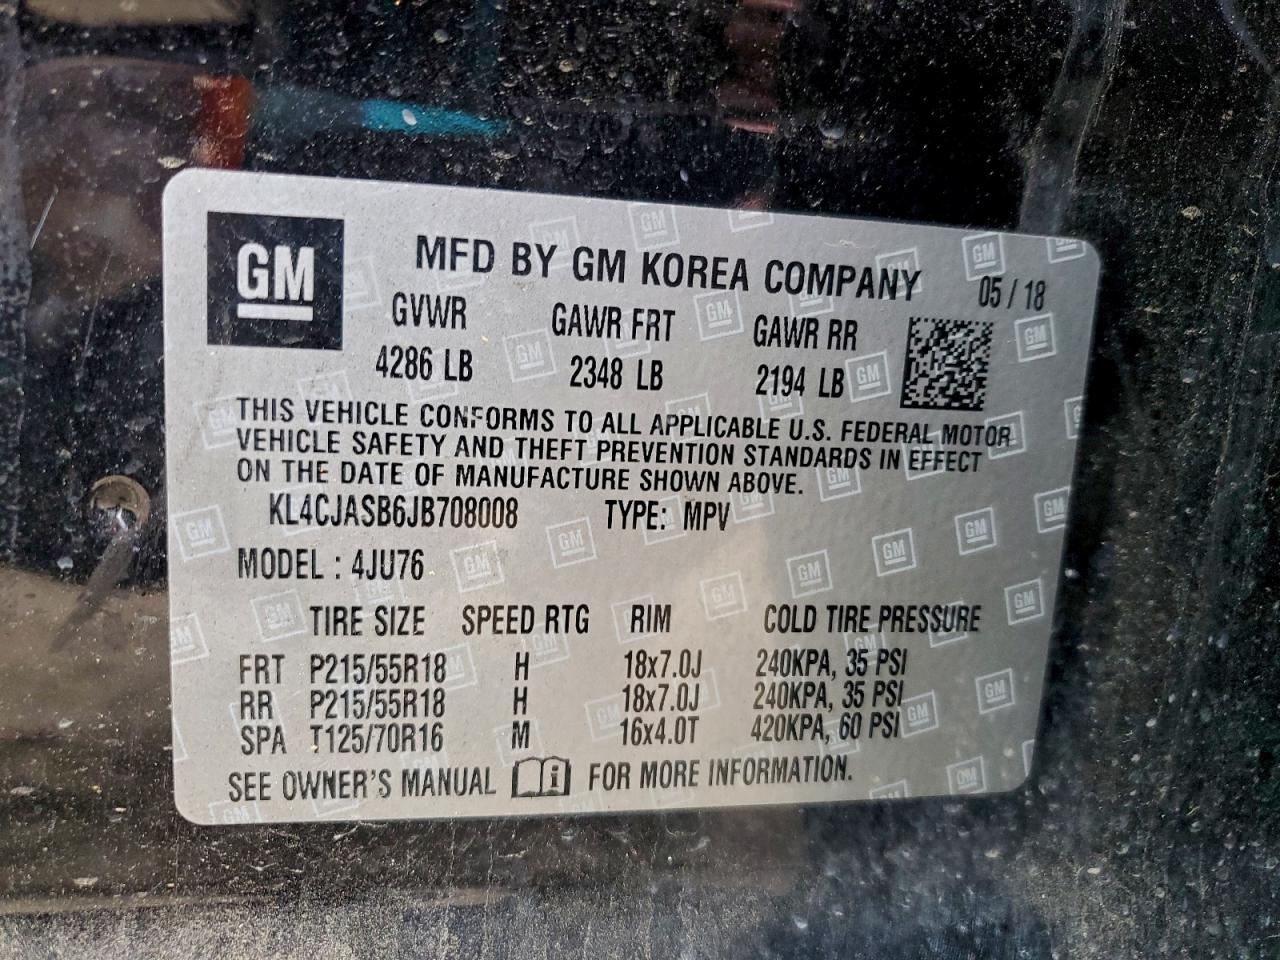 GM
MFD BY GM KOREA COMPANY 05/18
GVWR GAWR FRT GAWR RR
4286 LB 2348 LB 2194 LB
THIS VEHICLE CONFORMS TO ALL APPLICABLE U.S. FEDERAL MOTOR
VEHICLE SAFETY AND THEFT PREVENTION STANDARDS IN EFFECT
ON THE DATE OF MANUFACTURE SHOWN ABOVE.
KL4CJASB6JB708008 TYPE: MPV
MODEL : 4JU76
TIRE SIZE SPEED RTG RIM COLD TIRE PRESSURE
FRT P215/55R18 H 18x7.0J 240KPA, 35 PSI
RR P215/55R18 H 18x7.0J 240KPA, 35 PSI
SPA T125/70R16 M 16x4.0T 420KPA, 60 PSI
SEE OWNER'S MANUAL i FOR MORE INFORMATION.